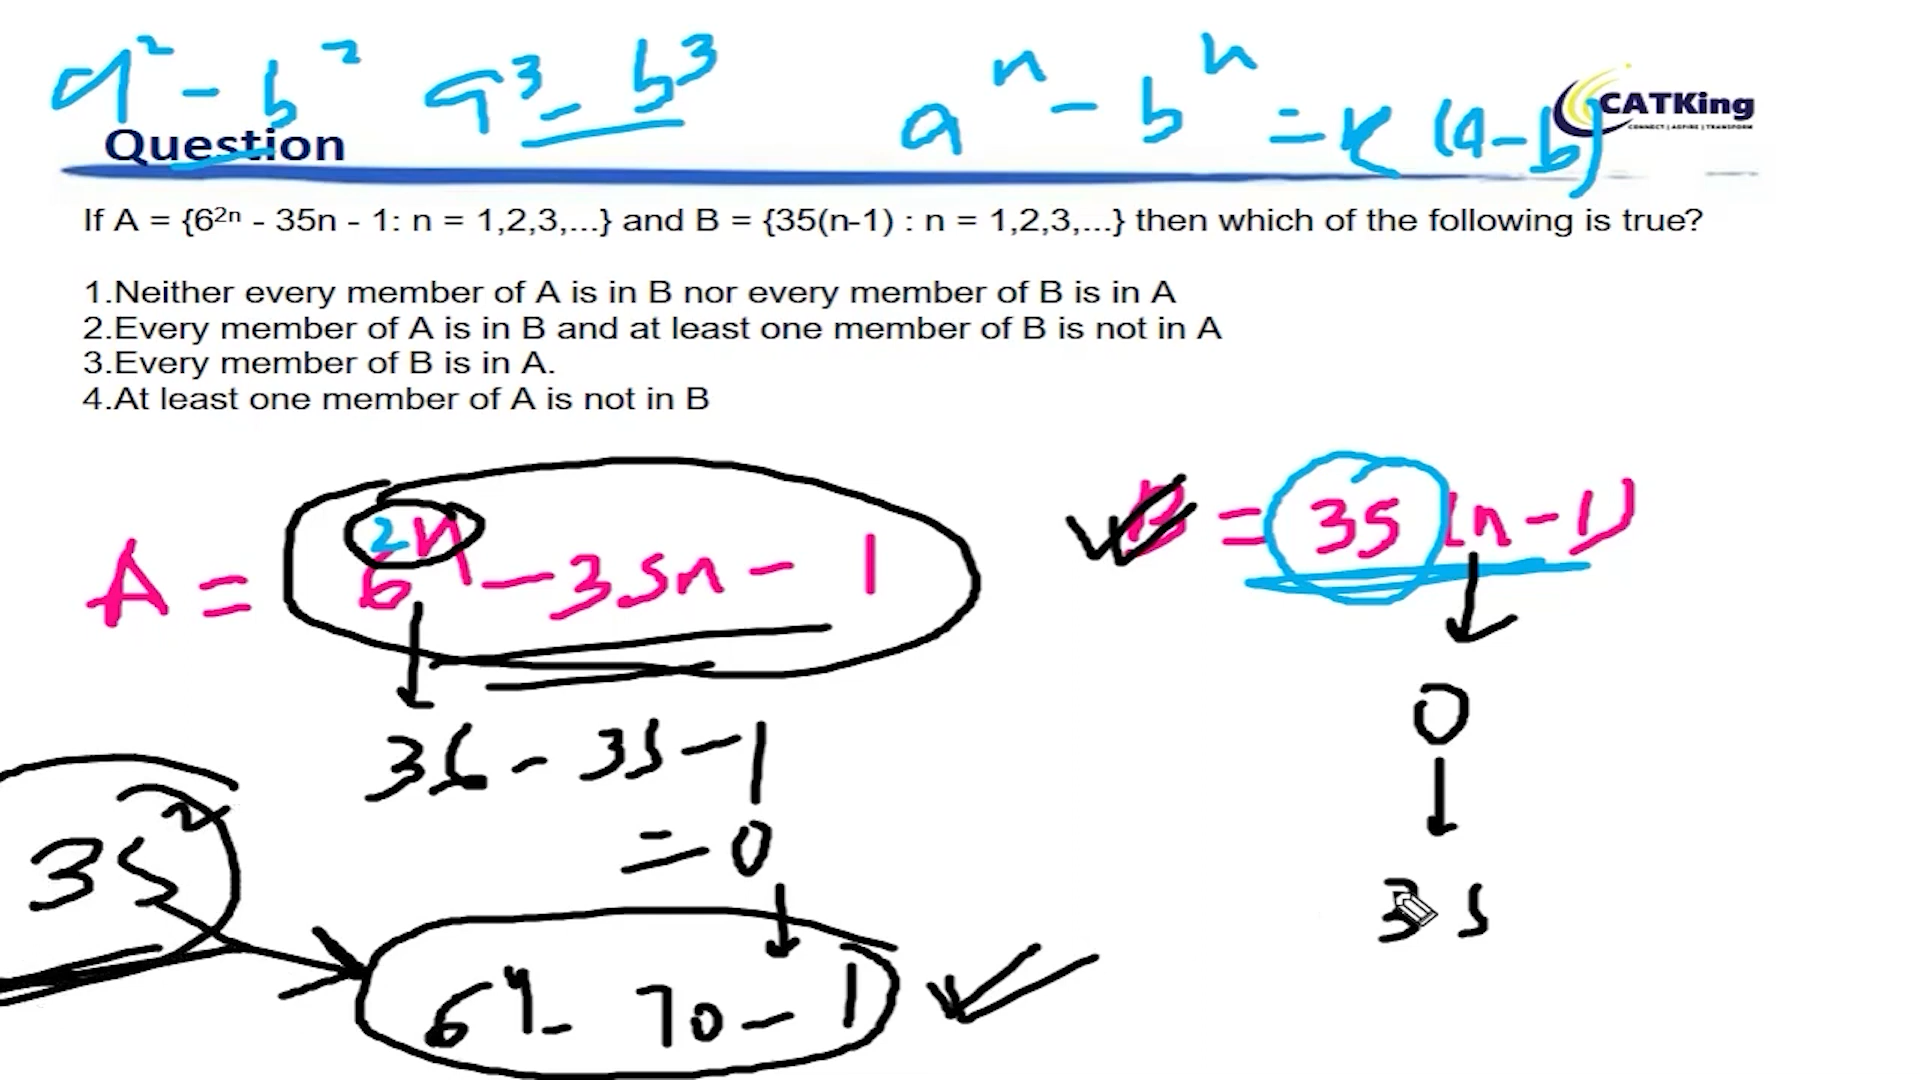 a² - b² a³ - b³ aⁿ - bⁿ = k (a-b)
CATKing
CONNECT | ASPIRE | TRANSFORM
Question
If A = {6²ⁿ - 35n - 1: n = 1,2,3,...} and B = {35(n-1) : n = 1,2,3,...} then which of the following is true?
1.Neither every member of A is in B nor every member of B is in A
2.Every member of A is in B and at least one member of B is not in A
3.Every member of B is in A.
4.At least one member of A is not in B
A = 6²ⁿ - 35n - 1
B = 35 (n-1)
36 - 35 - 1
= 0
0
35²
35
6⁴ - 70 - 1